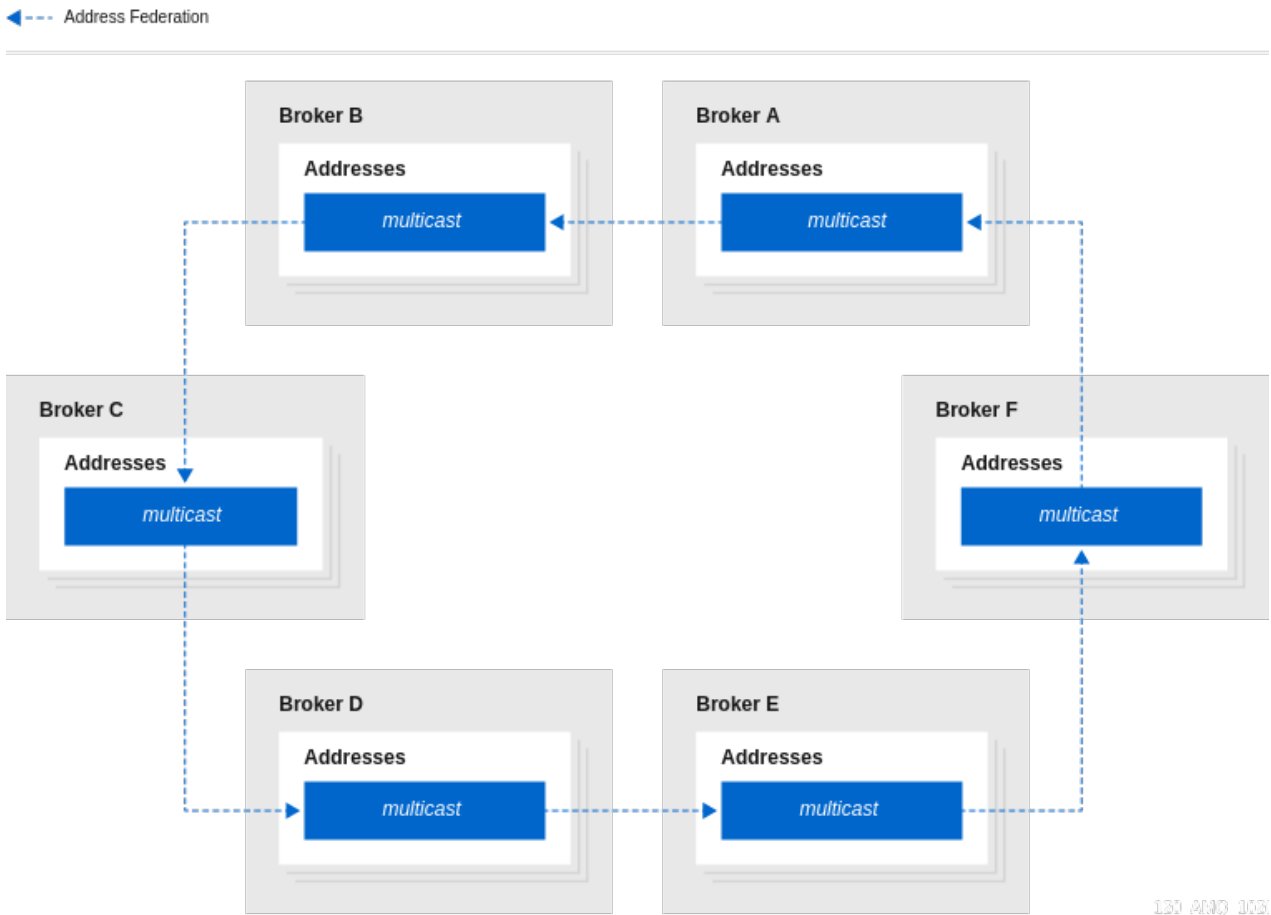 Address Federation
Broker B
Addresses
multicast
Broker A
Addresses
multicast
Broker C
Addresses
multicast
Broker F
Addresses
multicast
Broker D
Addresses
multicast
Broker E
Addresses
multicast